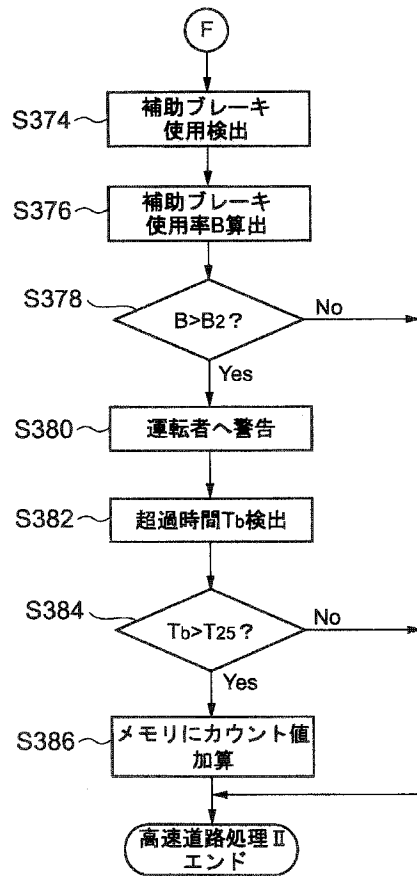 F
S374
補助ブレーキ
使用検出
S376
補助ブレーキ
使用率B算出
S378
B>B2?
No
Yes
S380
運転者へ警告
S382
超過時間Tb検出
S384
Tb>T25?
No
Yes
S386
メモリにカウント値
加算
高速道路処理Ⅱ
エンド